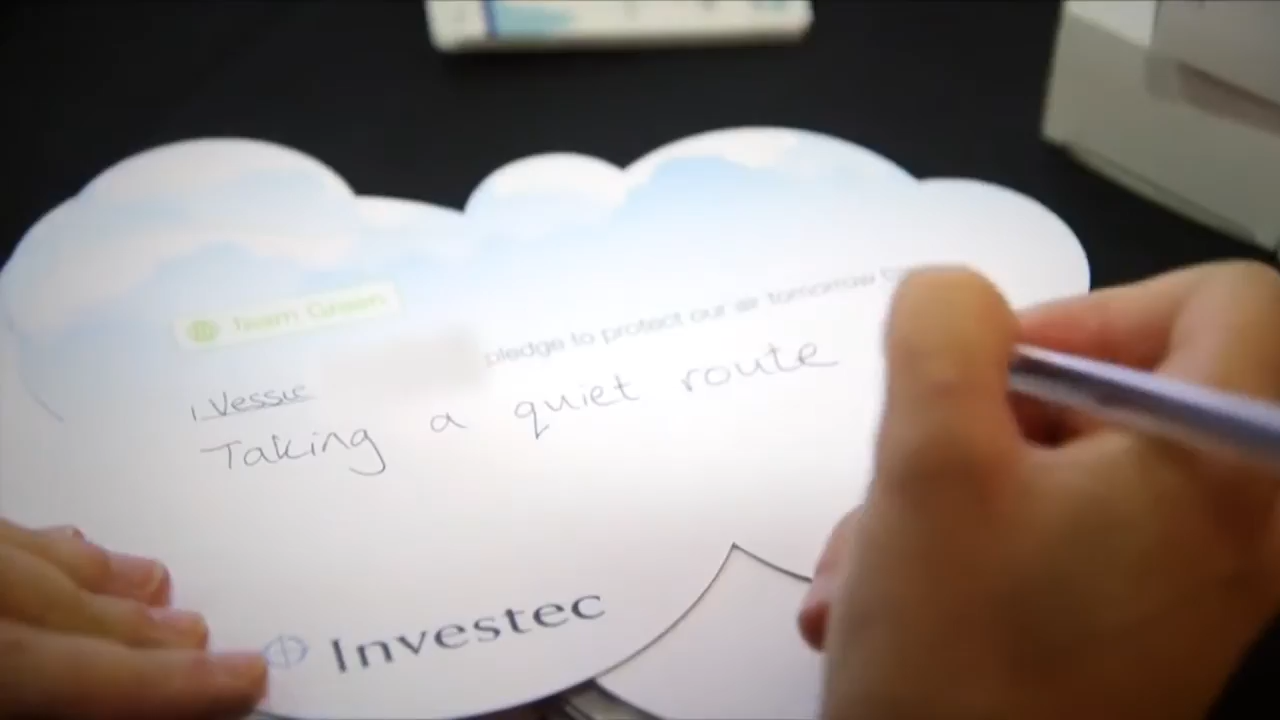 Team Green
I Vessie pledge to protect our air tomorrow
Taking a quiet route
Investec